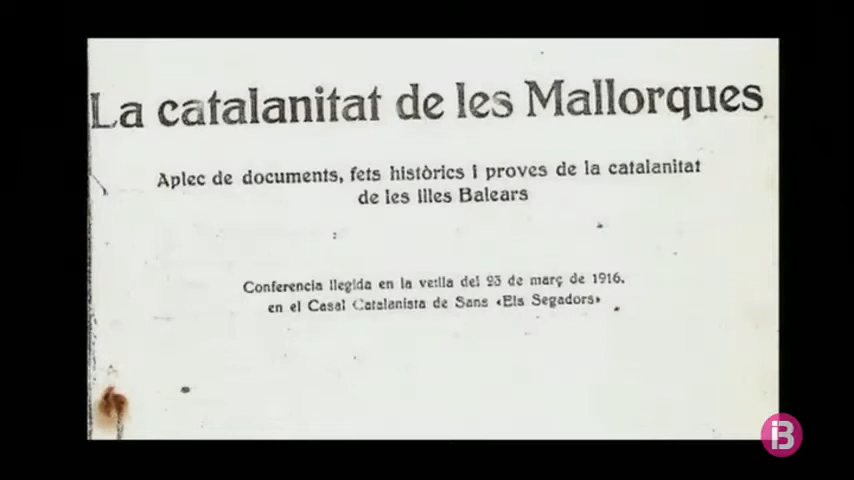 La catalanitat de les Mallorques
Aplec de documents, fets històrics i proves de la catalanitat
de les illes Balears
Conferencia llegida en la vetlla del 23 de març de 1916,
en el Casal Catalanista de Sans «Els Segadors»
IB